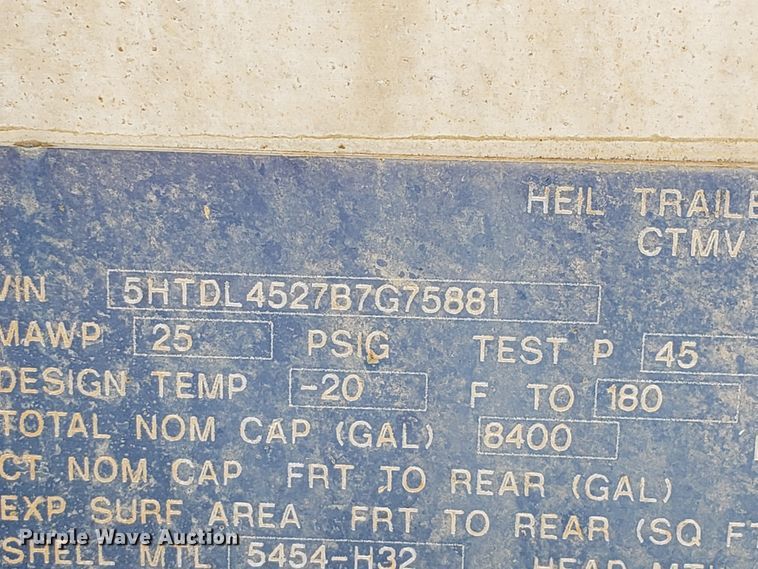 HEIL TRAILE
CTMV
VIN 5HTDL4527B7G75881
MAWP 25 PSIG TEST P 45
DESIGN TEMP -20 F TO 180
TOTAL NOM CAP (GAL) 8400
CT NOM CAP FRT TO REAR (GAL)
EXP SURF AREA FRT TO REAR (SQ FT
SHELL MTL 5454-H32 HEAD MTL
Purple Wave Auction